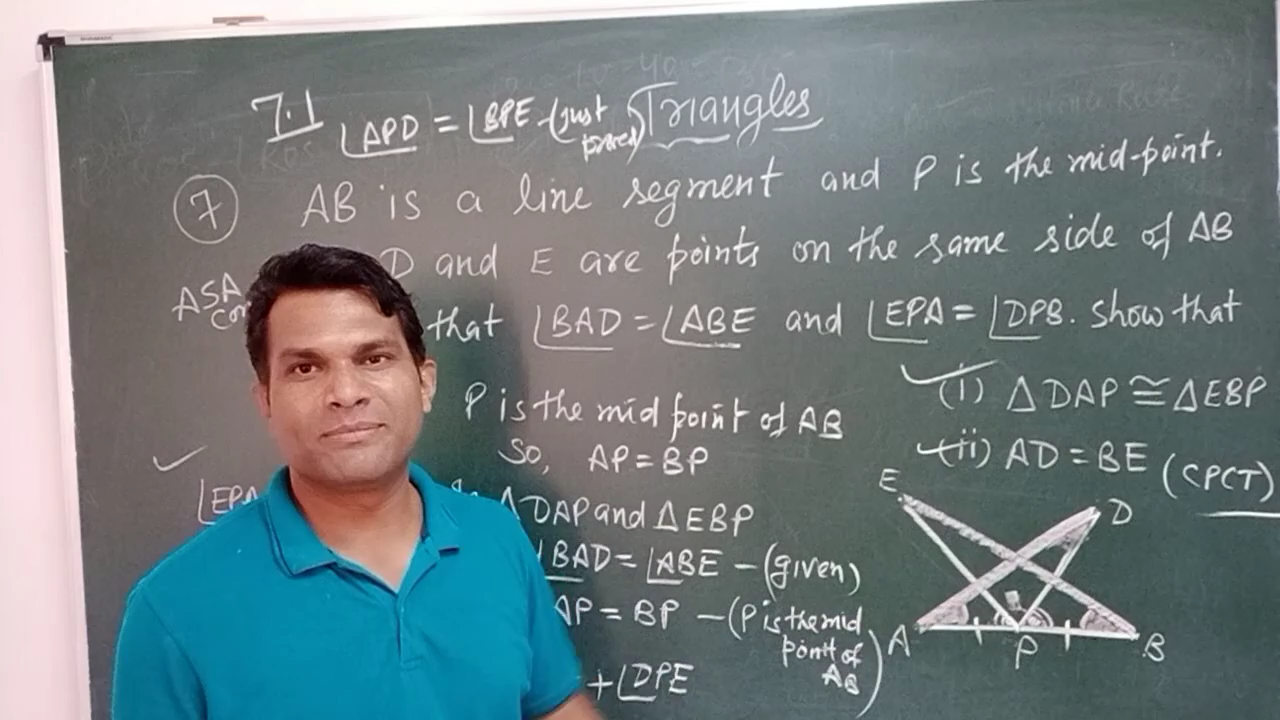 7.1 Triangles
∠APD = ∠BPE - (just proved)
7 AB is a line segment and P is the mid-point.
D and E are points on the same side of AB
that ∠BAD = ∠ABE and ∠EPA = ∠DPB. Show that
(i) △DAP ≅ △EBP
(ii) AD = BE (CPCT)
ASA
P is the mid point of AB
So, AP = BP
∠EPA
△DAP and △EBP
∠BAD = ∠ABE - (given)
AP = BP - (P is the mid point of AB)
+ ∠DPE
E
D
A
P
B